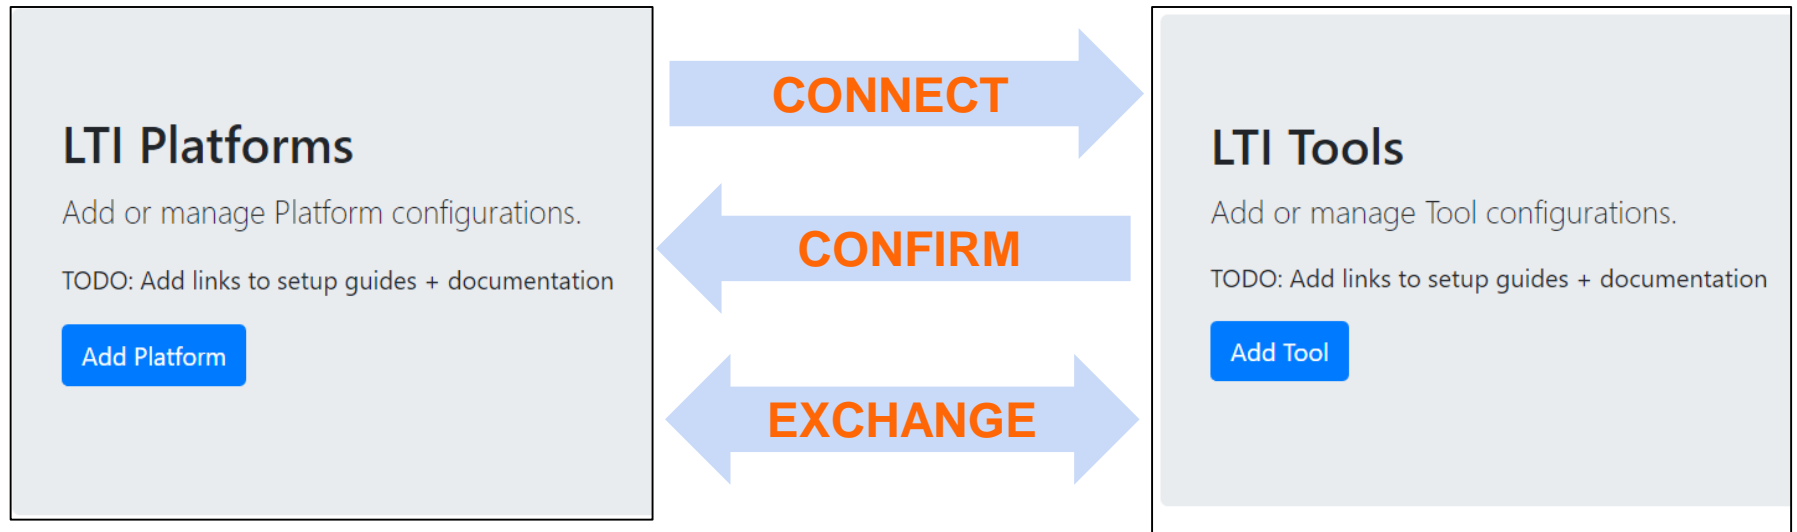 LTI Platforms
Add or manage Platform configurations.
TODO: Add links to setup guides + documentation
Add Platform
CONNECT
CONFIRM
EXCHANGE
LTI Tools
Add or manage Tool configurations.
TODO: Add links to setup guides + documentation
Add Tool